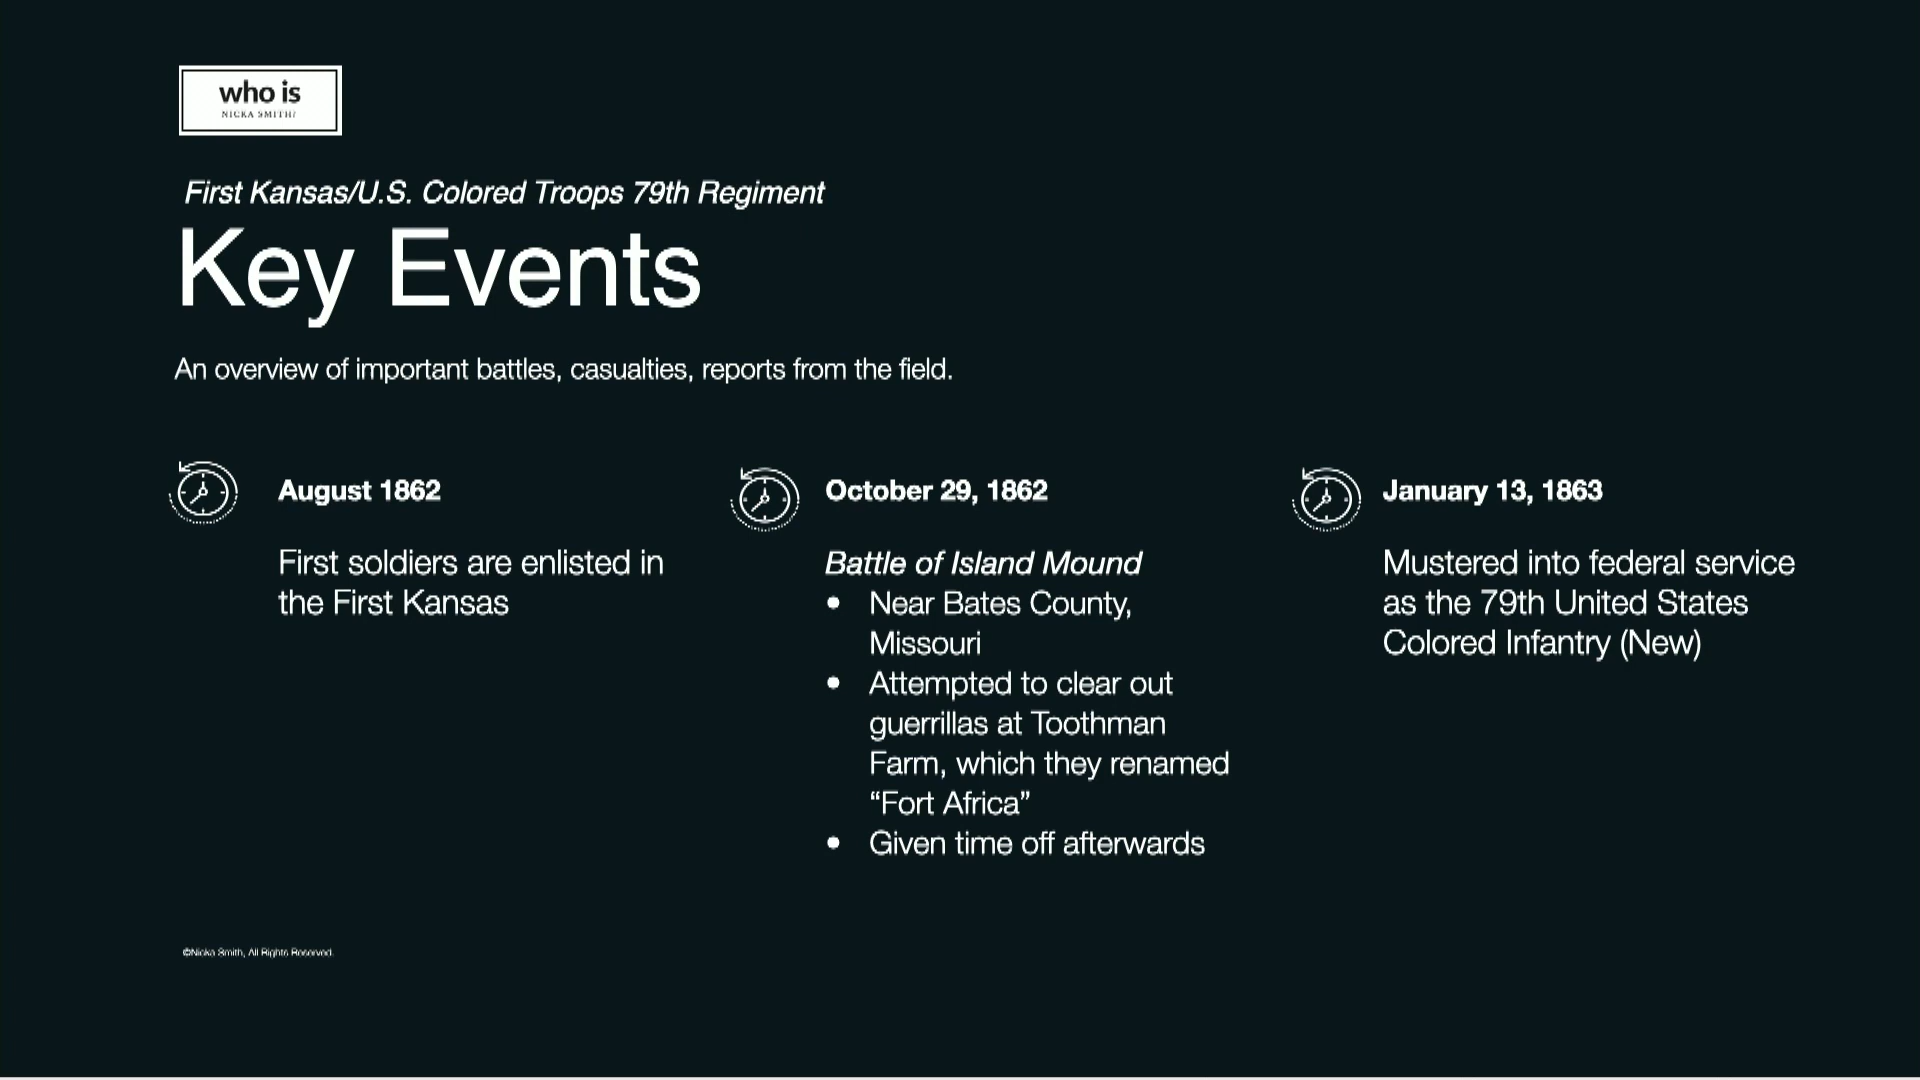 who is
NICKA SMITH?
First Kansas/U.S. Colored Troops 79th Regiment
Key Events
An overview of important battles, casualties, reports from the field.
August 1862
First soldiers are enlisted in
the First Kansas
October 29, 1862
Battle of Island Mound
• Near Bates County,
Missouri
• Attempted to clear out
guerrillas at Toothman
Farm, which they renamed
“Fort Africa”
• Given time off afterwards
January 13, 1863
Mustered into federal service
as the 79th United States
Colored Infantry (New)
©Nicka Smith, All Rights Reserved.